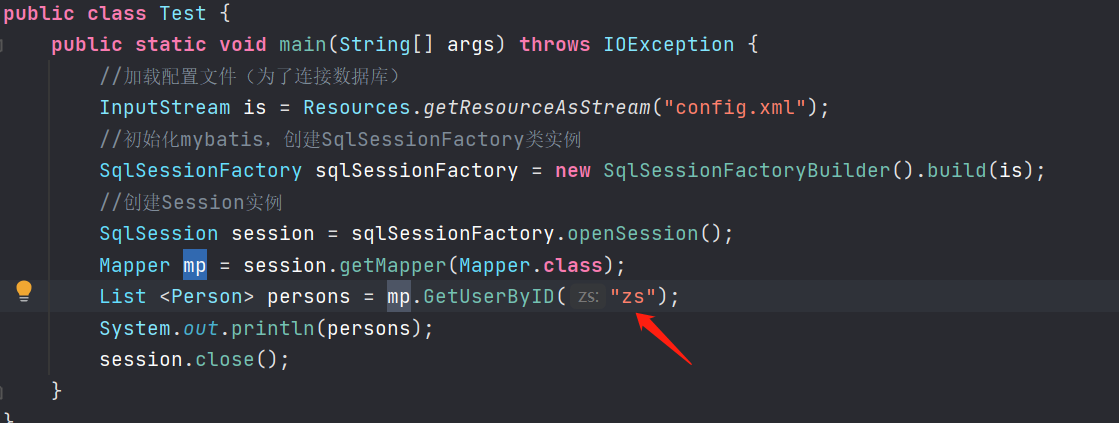 public class Test {
public static void main(String[] args) throws IOException {
//加载配置文件（为了连接数据库）
InputStream is = Resources.getResourceAsStream("config.xml");
//初始化mybatis，创建SqlSessionFactory类实例
SqlSessionFactory sqlSessionFactory = new SqlSessionFactoryBuilder().build(is);
//创建Session实例
SqlSession session = sqlSessionFactory.openSession();
Mapper mp = session.getMapper(Mapper.class);
List <Person> persons = mp.GetUserByID( zs: "zs");
System.out.println(persons);
session.close();
}
}